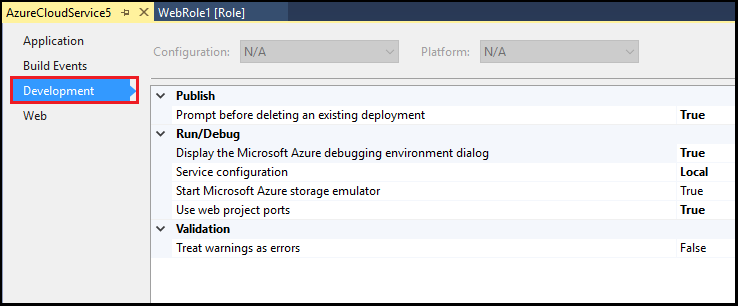 AzureCloudService5 WebRole1 [Role]
Application
Build Events
Development
Web
Configuration: N/A Platform: N/A
Publish
Prompt before deleting an existing deployment True
Run/Debug
Display the Microsoft Azure debugging environment dialog True
Service configuration Local
Start Microsoft Azure storage emulator True
Use web project ports True
Validation
Treat warnings as errors False